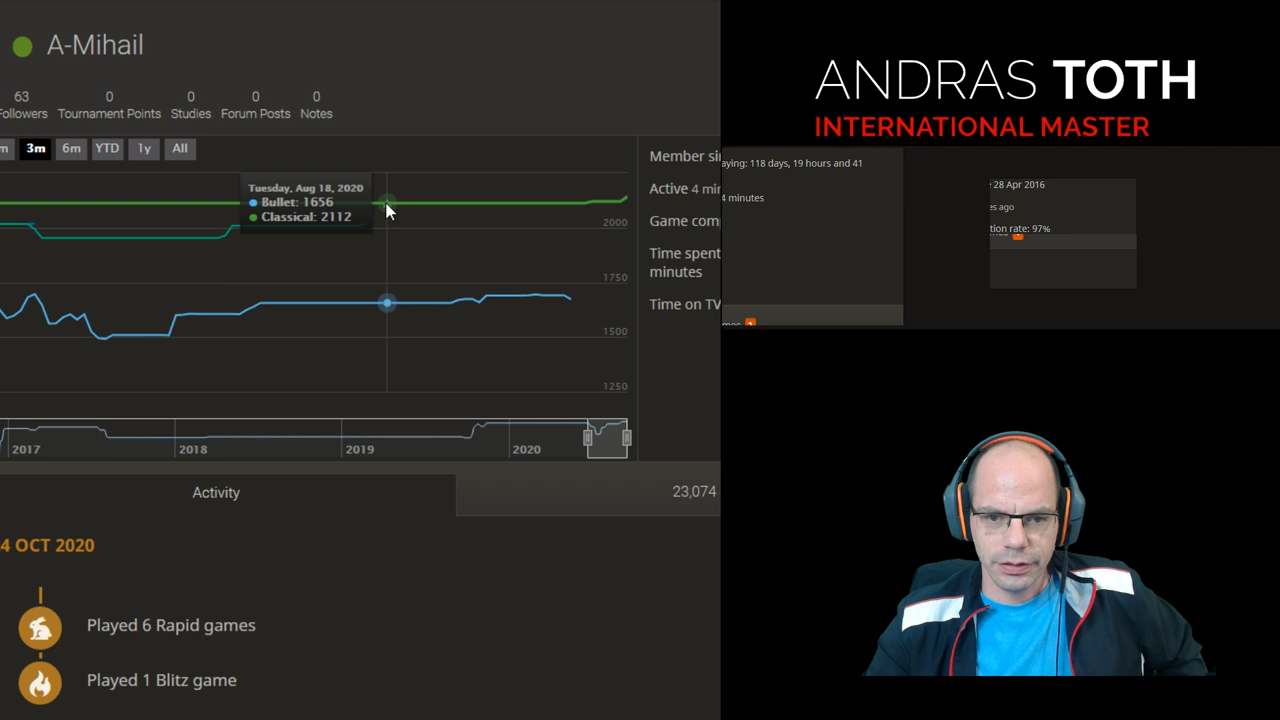 A-Mihail
63 0 0 0 0
Followers Tournament Points Studies Forum Posts Notes
m 3m 6m YTD 1y All
Tuesday, Aug 18, 2020
Bullet: 1656
Classical: 2112
2000
1750
1500
1250
2017 2018 2019 2020
Member si
Active 4 min
Game com
Time spent
minutes
Time on TV
Activity 23,074
4 OCT 2020
Played 6 Rapid games
Played 1 Blitz game
ANDRAS TOTH
INTERNATIONAL MASTER
aying: 118 days, 19 hours and 41
4 minutes
28 Apr 2016
es ago
tion rate: 97%
1
1